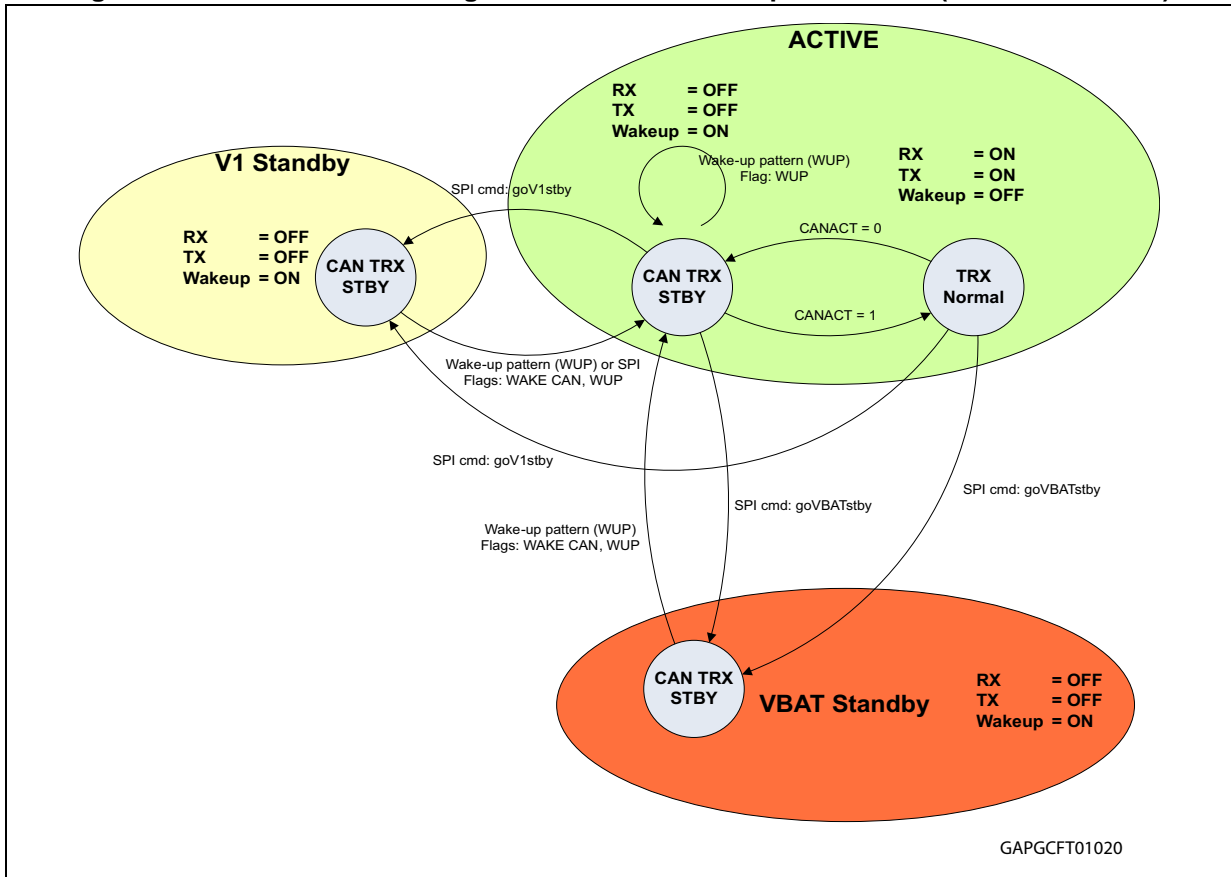 ACTIVE
RX = OFF
TX = OFF
Wakeup = ON
Wake-up pattern (WUP)
Flag: WUP
RX = ON
TX = ON
Wakeup = OFF
V1 Standby
SPI cmd: goV1stby
RX = OFF
TX = OFF
Wakeup = ON
CAN TRX
STBY
CAN TRX
STBY
CANACT = 0
TRX
Normal
CANACT = 1
Wake-up pattern (WUP) or SPI
Flags: WAKE CAN, WUP
SPI cmd: goV1stby
SPI cmd: goVBATstby
SPI cmd: goVBATstby
Wake-up pattern (WUP)
Flags: WAKE CAN, WUP
CAN TRX
STBY
VBAT Standby
RX = OFF
TX = OFF
Wakeup = ON
GAPGCFT01020